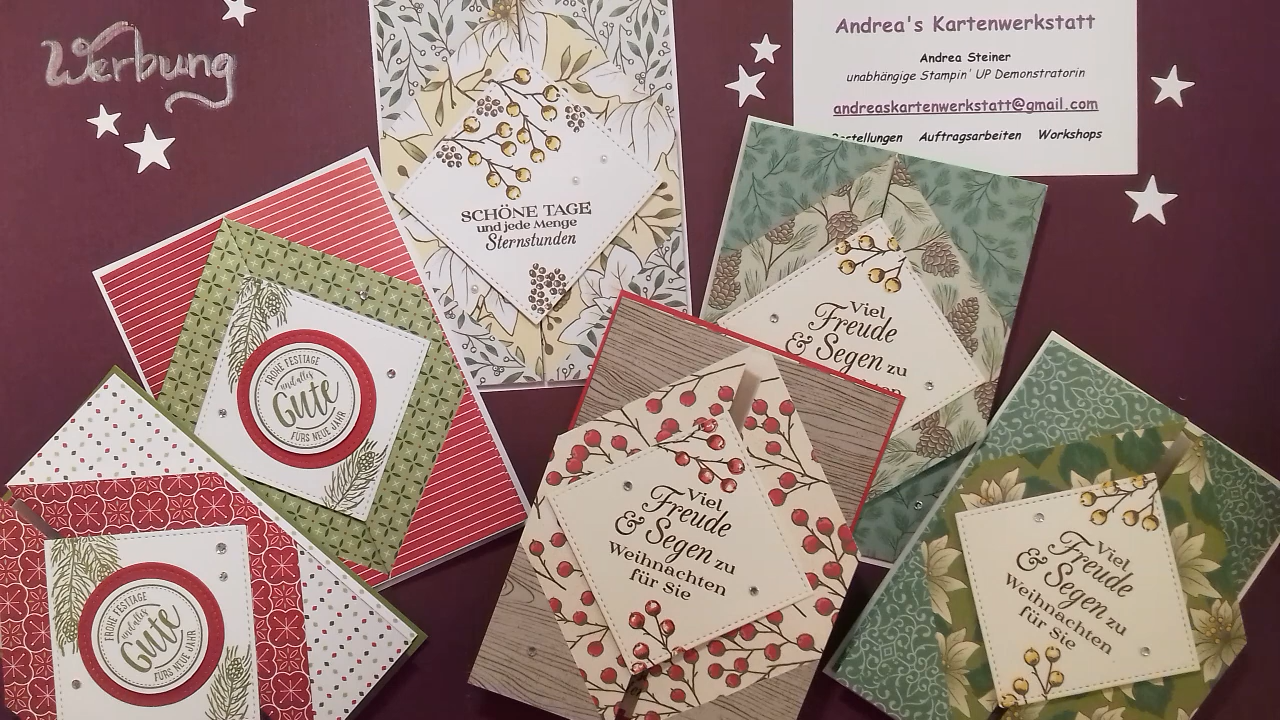 Werbung
Andrea's Kartenwerkstatt
Andrea Steiner
unabhängige Stampin' UP Demonstratorin
andreaskartenwerkstatt@gmail.com
Auftragsarbeiten Workshops
SCHÖNE TAGE
und jede Menge
Sternstunden
Viel
Freude
& Segen zu
FROHE FESTTAGE
und alles
Gute
FÜRS NEUE JAHR
Viel
Freude
& Segen zu
Weihnachten
für Sie
Viel
Freude
& Segen zu
Weihnachten
für Sie
FROHE FESTTAGE
und alles
Gute
FÜRS NEUE JAHR